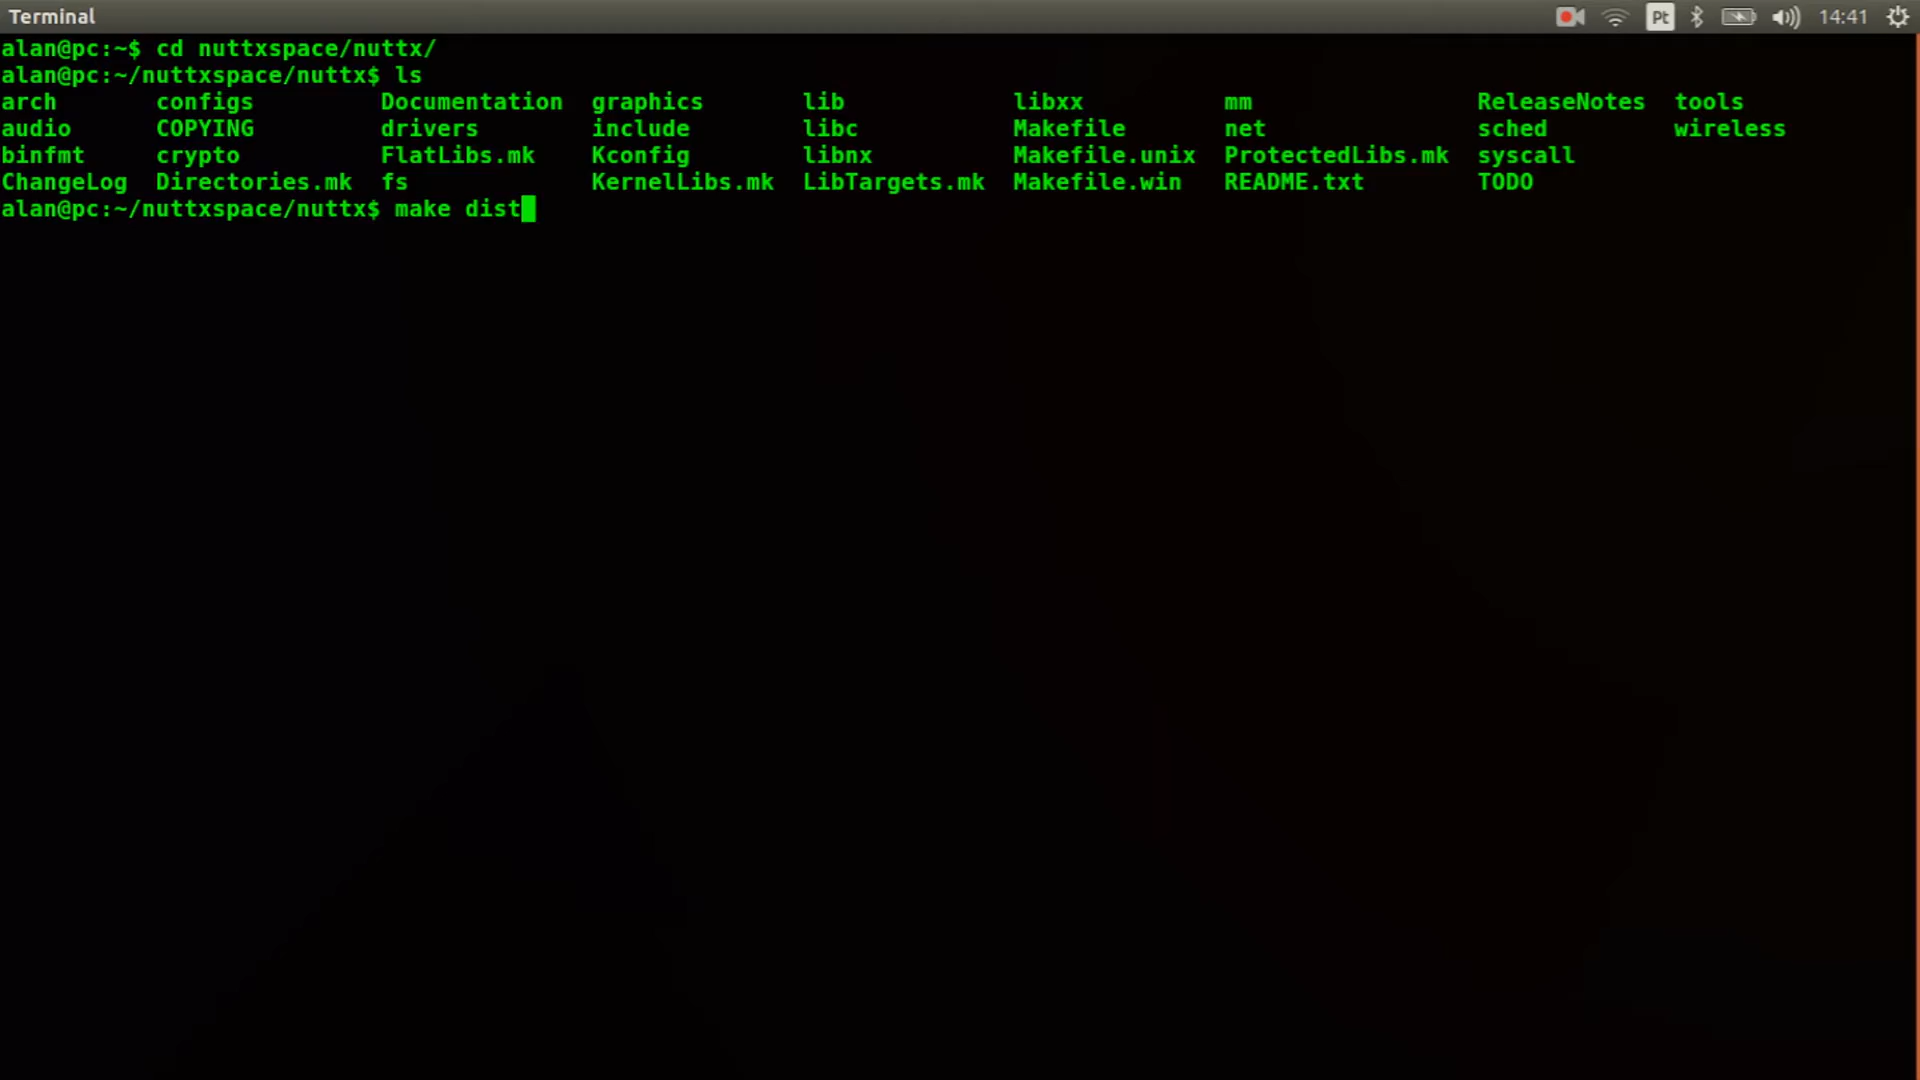 Terminal Pt 14:41
alan@pc:~$ cd nuttxspace/nuttx/
alan@pc:~/nuttxspace/nuttx$ ls
arch configs Documentation graphics lib libxx mm ReleaseNotes tools
audio COPYING drivers include libc Makefile net sched wireless
binfmt crypto FlatLibs.mk Kconfig libnx Makefile.unix ProtectedLibs.mk syscall
ChangeLog Directories.mk fs KernelLibs.mk LibTargets.mk Makefile.win README.txt TODO
alan@pc:~/nuttxspace/nuttx$ make dist